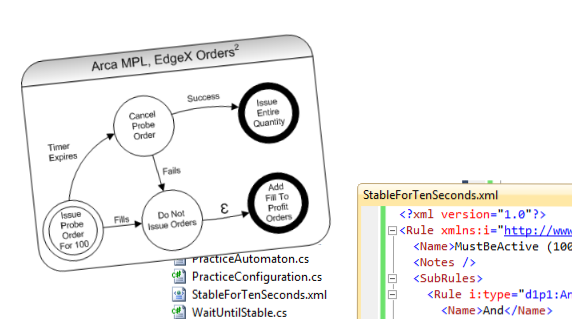 Arca MPL, EdgeX Orders2
Success
Issue
Entire
Quantity
Cancel
Probe
Order
Timer
Expires
Fails
Issue
Probe
Order
For 100
Fills
Do Not
Issue Orders
ε
Add
Fill To
Profit
Orders
PracticeAutomaton.cs
PracticeConfiguration.cs
StableForTenSeconds.xml
WaitUntilStable.cs
StableForTenSeconds.xml
<?xml version="1.0"?>
<Rule xmlns:i="http://www
<Name>MustBeActive (100
<Notes />
<SubRules>
<Rule i:type="d1p1:An
<Name>And</Name>